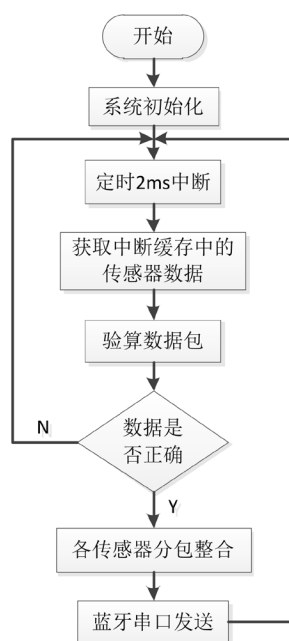 开始
系统初始化
定时2ms中断
获取中断缓存中的
传感器数据
验算数据包
数据是
否正确
N
Y
各传感器分包整合
蓝牙串口发送